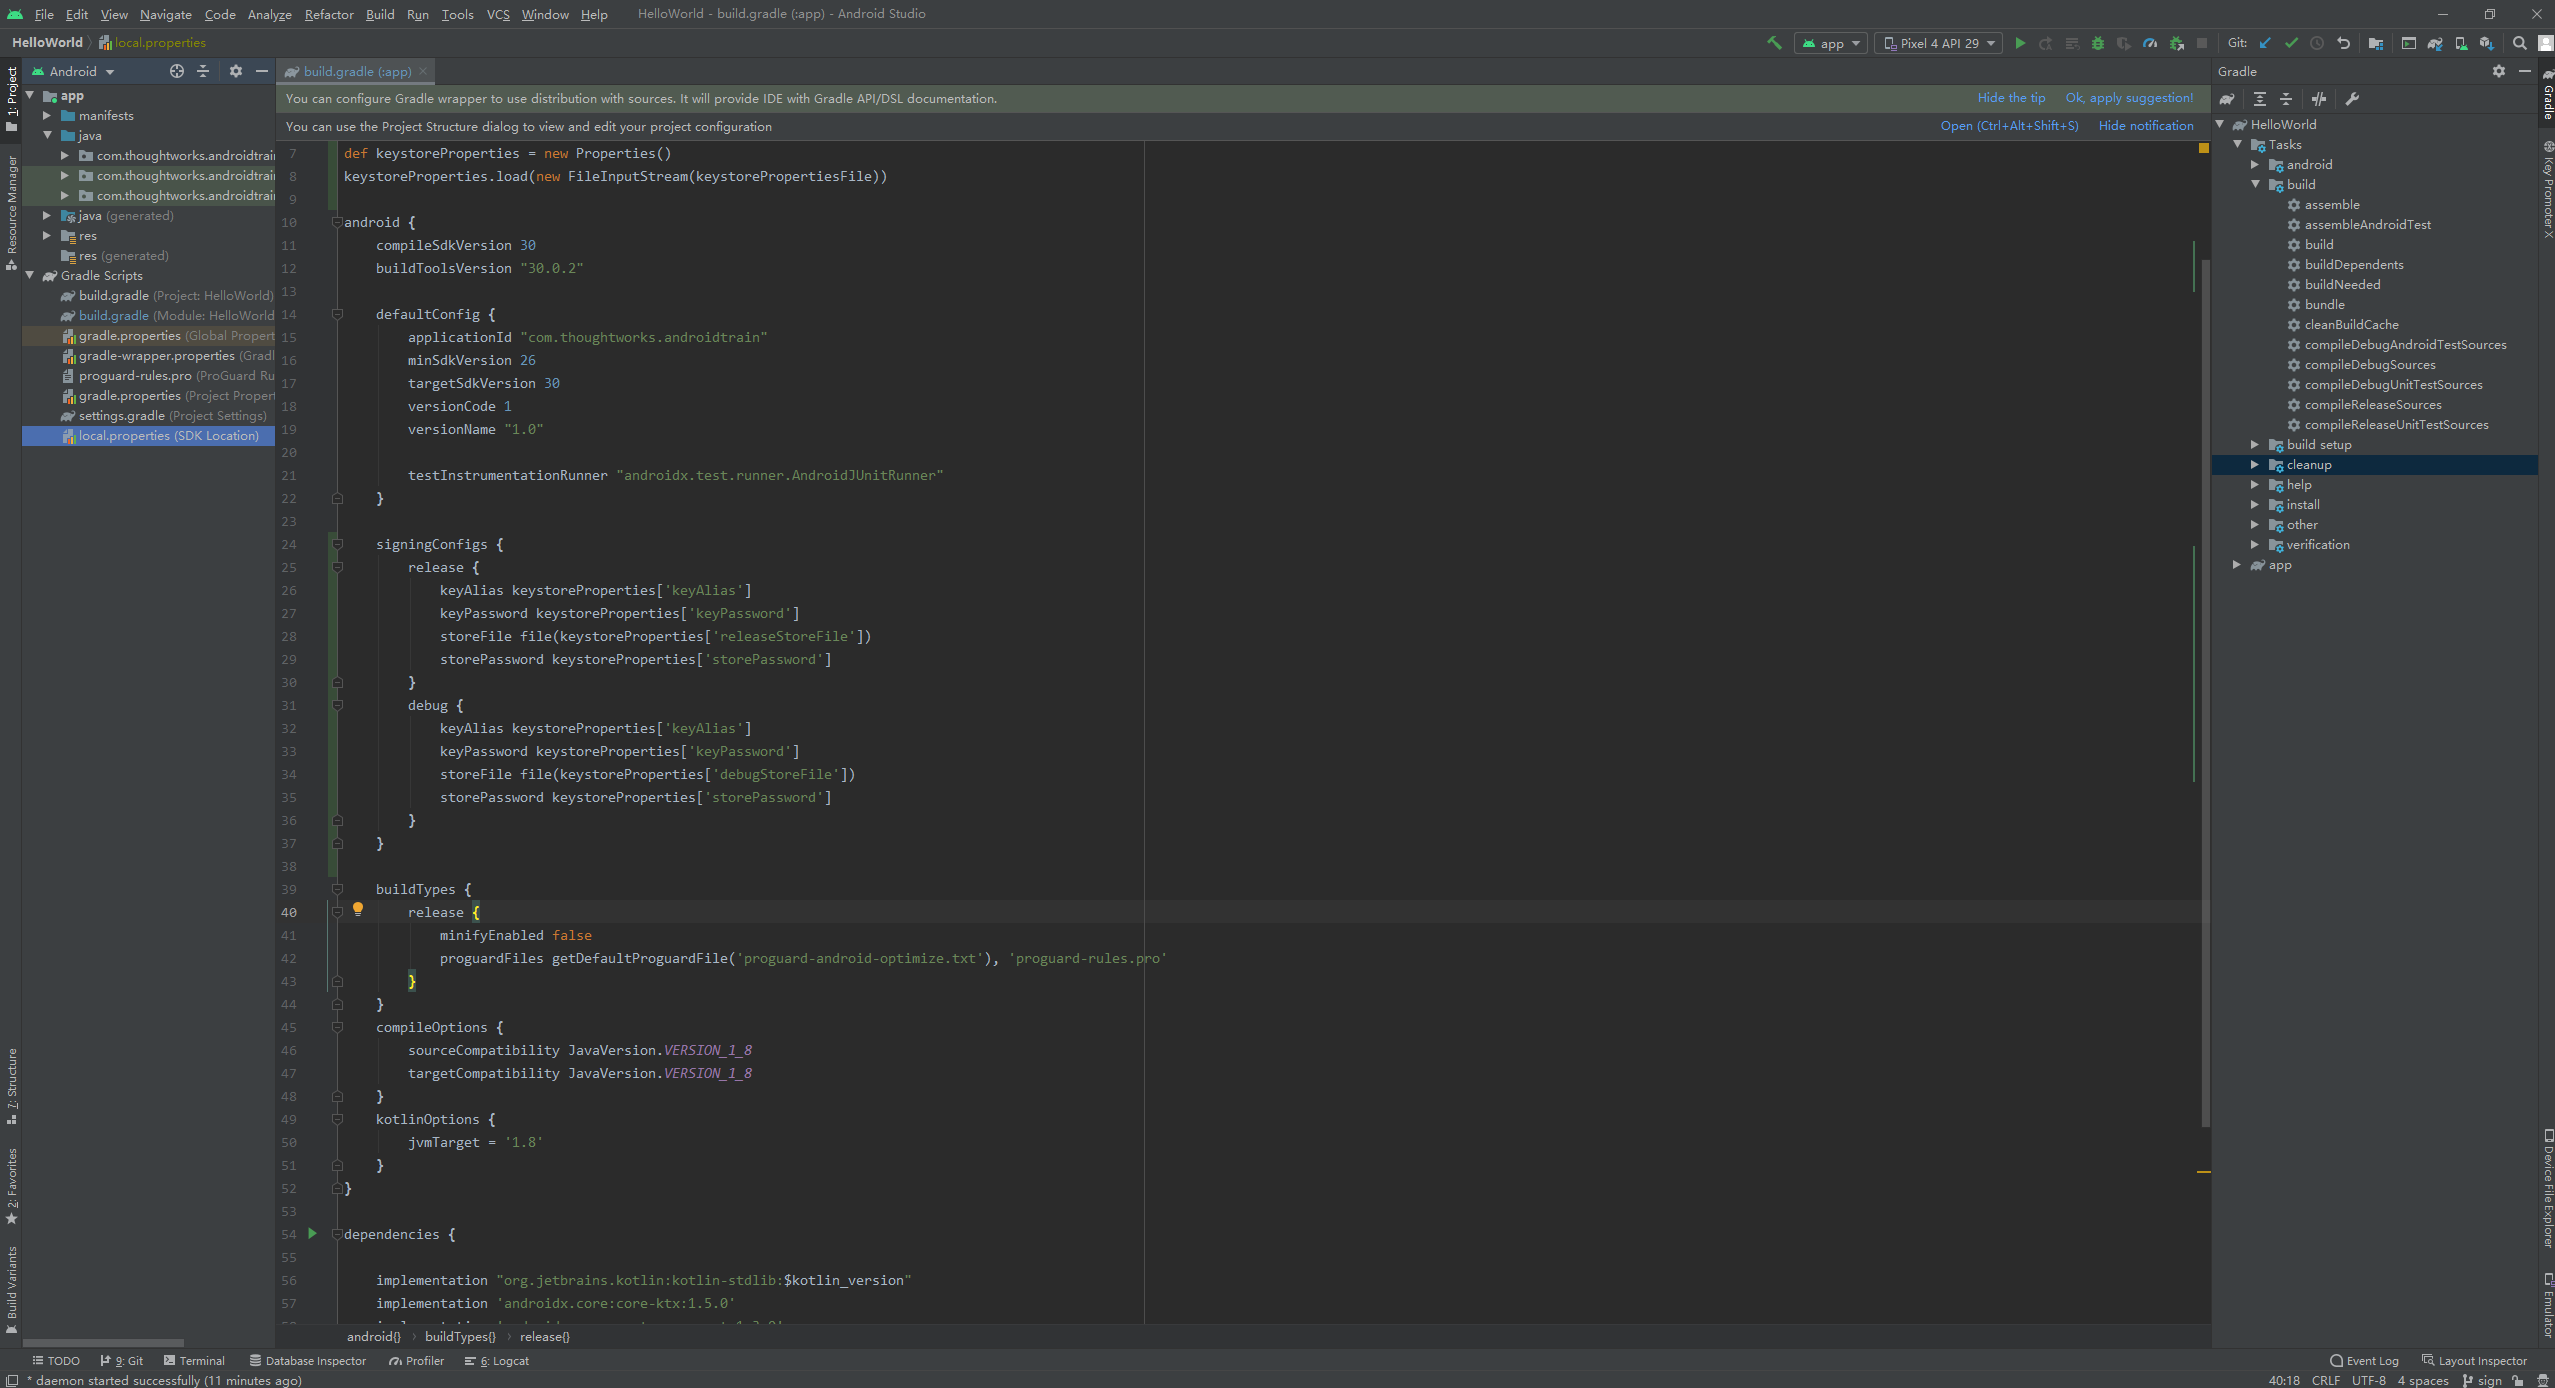 File Edit View Navigate Code Analyze Refactor Build Run Tools VCS Window Help HelloWorld - build.gradle (:app) - Android Studio
HelloWorld local.properties app Pixel 4 API 29 Git:
Android build.gradle (:app) Gradle
You can configure Gradle wrapper to use distribution with sources. It will provide IDE with Gradle API/DSL documentation. Hide the tip Ok, apply suggestion!
You can use the Project Structure dialog to view and edit your project configuration Open (Ctrl+Alt+Shift+S) Hide notification
1: Project
Resource Manager
7: Structure
2: Favorites
Build Variants
app
manifests
java
com.thoughtworks.androidtrai
com.thoughtworks.androidtrai
com.thoughtworks.androidtrai
java (generated)
res
res (generated)
Gradle Scripts
build.gradle (Project: HelloWorld)
build.gradle (Module: HelloWorld
gradle.properties (Global Propert
gradle-wrapper.properties (Gradl
proguard-rules.pro (ProGuard Ru
gradle.properties (Project Propert
settings.gradle (Project Settings)
local.properties (SDK Location)
7 def keystoreProperties = new Properties()
8 keystoreProperties.load(new FileInputStream(keystorePropertiesFile))
9
10 android {
11 compileSdkVersion 30
12 buildToolsVersion "30.0.2"
13
14 defaultConfig {
15 applicationId "com.thoughtworks.androidtrain"
16 minSdkVersion 26
17 targetSdkVersion 30
18 versionCode 1
19 versionName "1.0"
20
21 testInstrumentationRunner "androidx.test.runner.AndroidJUnitRunner"
22 }
23
24 signingConfigs {
25 release {
26 keyAlias keystoreProperties['keyAlias']
27 keyPassword keystoreProperties['keyPassword']
28 storeFile file(keystoreProperties['releaseStoreFile'])
29 storePassword keystoreProperties['storePassword']
30 }
31 debug {
32 keyAlias keystoreProperties['keyAlias']
33 keyPassword keystoreProperties['keyPassword']
34 storeFile file(keystoreProperties['debugStoreFile'])
35 storePassword keystoreProperties['storePassword']
36 }
37 }
38
39 buildTypes {
40 release {
41 minifyEnabled false
42 proguardFiles getDefaultProguardFile('proguard-android-optimize.txt'), 'proguard-rules.pro'
43 }
44 }
45 compileOptions {
46 sourceCompatibility JavaVersion.VERSION_1_8
47 targetCompatibility JavaVersion.VERSION_1_8
48 }
49 kotlinOptions {
50 jvmTarget = '1.8'
51 }
52 }
53
54 dependencies {
55
56 implementation "org.jetbrains.kotlin:kotlin-stdlib:$kotlin_version"
57 implementation 'androidx.core:core-ktx:1.5.0'
android{} buildTypes{} release{}
HelloWorld
Tasks
android
build
assemble
assembleAndroidTest
build
buildDependents
buildNeeded
bundle
cleanBuildCache
compileDebugAndroidTestSources
compileDebugSources
compileDebugUnitTestSources
compileReleaseSources
compileReleaseUnitTestSources
build setup
cleanup
help
install
other
verification
app
Gradle
Key Promoter X
Device File Explorer
Emulator
TODO 9: Git Terminal Database Inspector Profiler 6: Logcat Event Log Layout Inspector
* daemon started successfully (11 minutes ago) 40:18 CRLF UTF-8 4 spaces sign